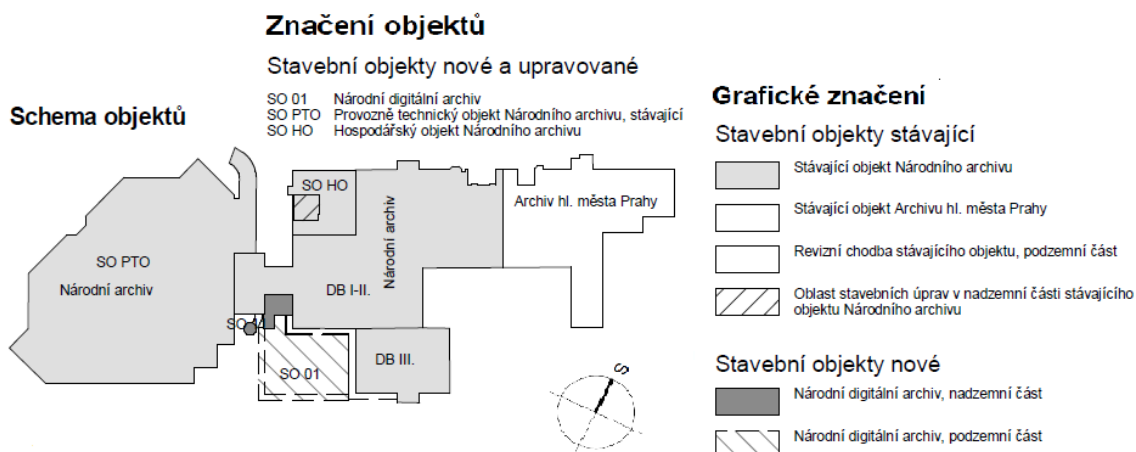 Značení objektů
Stavební objekty nové a upravované
SO 01 Národní digitální archiv
SO PTO Provozně technický objekt Národního archivu, stávající
SO HO Hospodářský objekt Národního archivu
Schema objektů
SO HO
Národní archiv
Archiv hl. města Prahy
SO PTO
Národní archiv
DB I-II.
DB III.
SO 01
S
Grafické značení
Stavební objekty stávající
Stávající objekt Národního archivu
Stávající objekt Archivu hl. města Prahy
Revizní chodba stávajícího objektu, podzemní část
Oblast stavebních úprav v nadzemní části stávajícího
objektu Národního archivu
Stavební objekty nové
Národní digitální archiv, nadzemní část
Národní digitální archiv, podzemní část